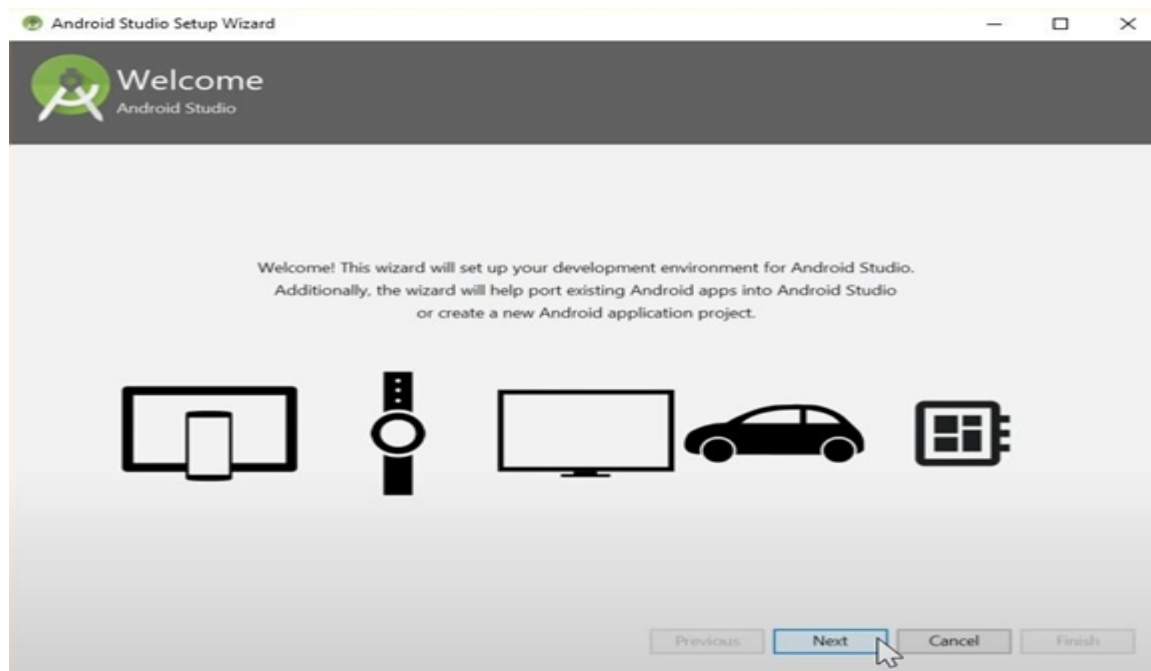 Android Studio Setup Wizard
Welcome
Android Studio
Welcome! This wizard will set up your development environment for Android Studio.
Additionally, the wizard will help port existing Android apps into Android Studio
or create a new Android application project.
Previous Next Cancel Finish